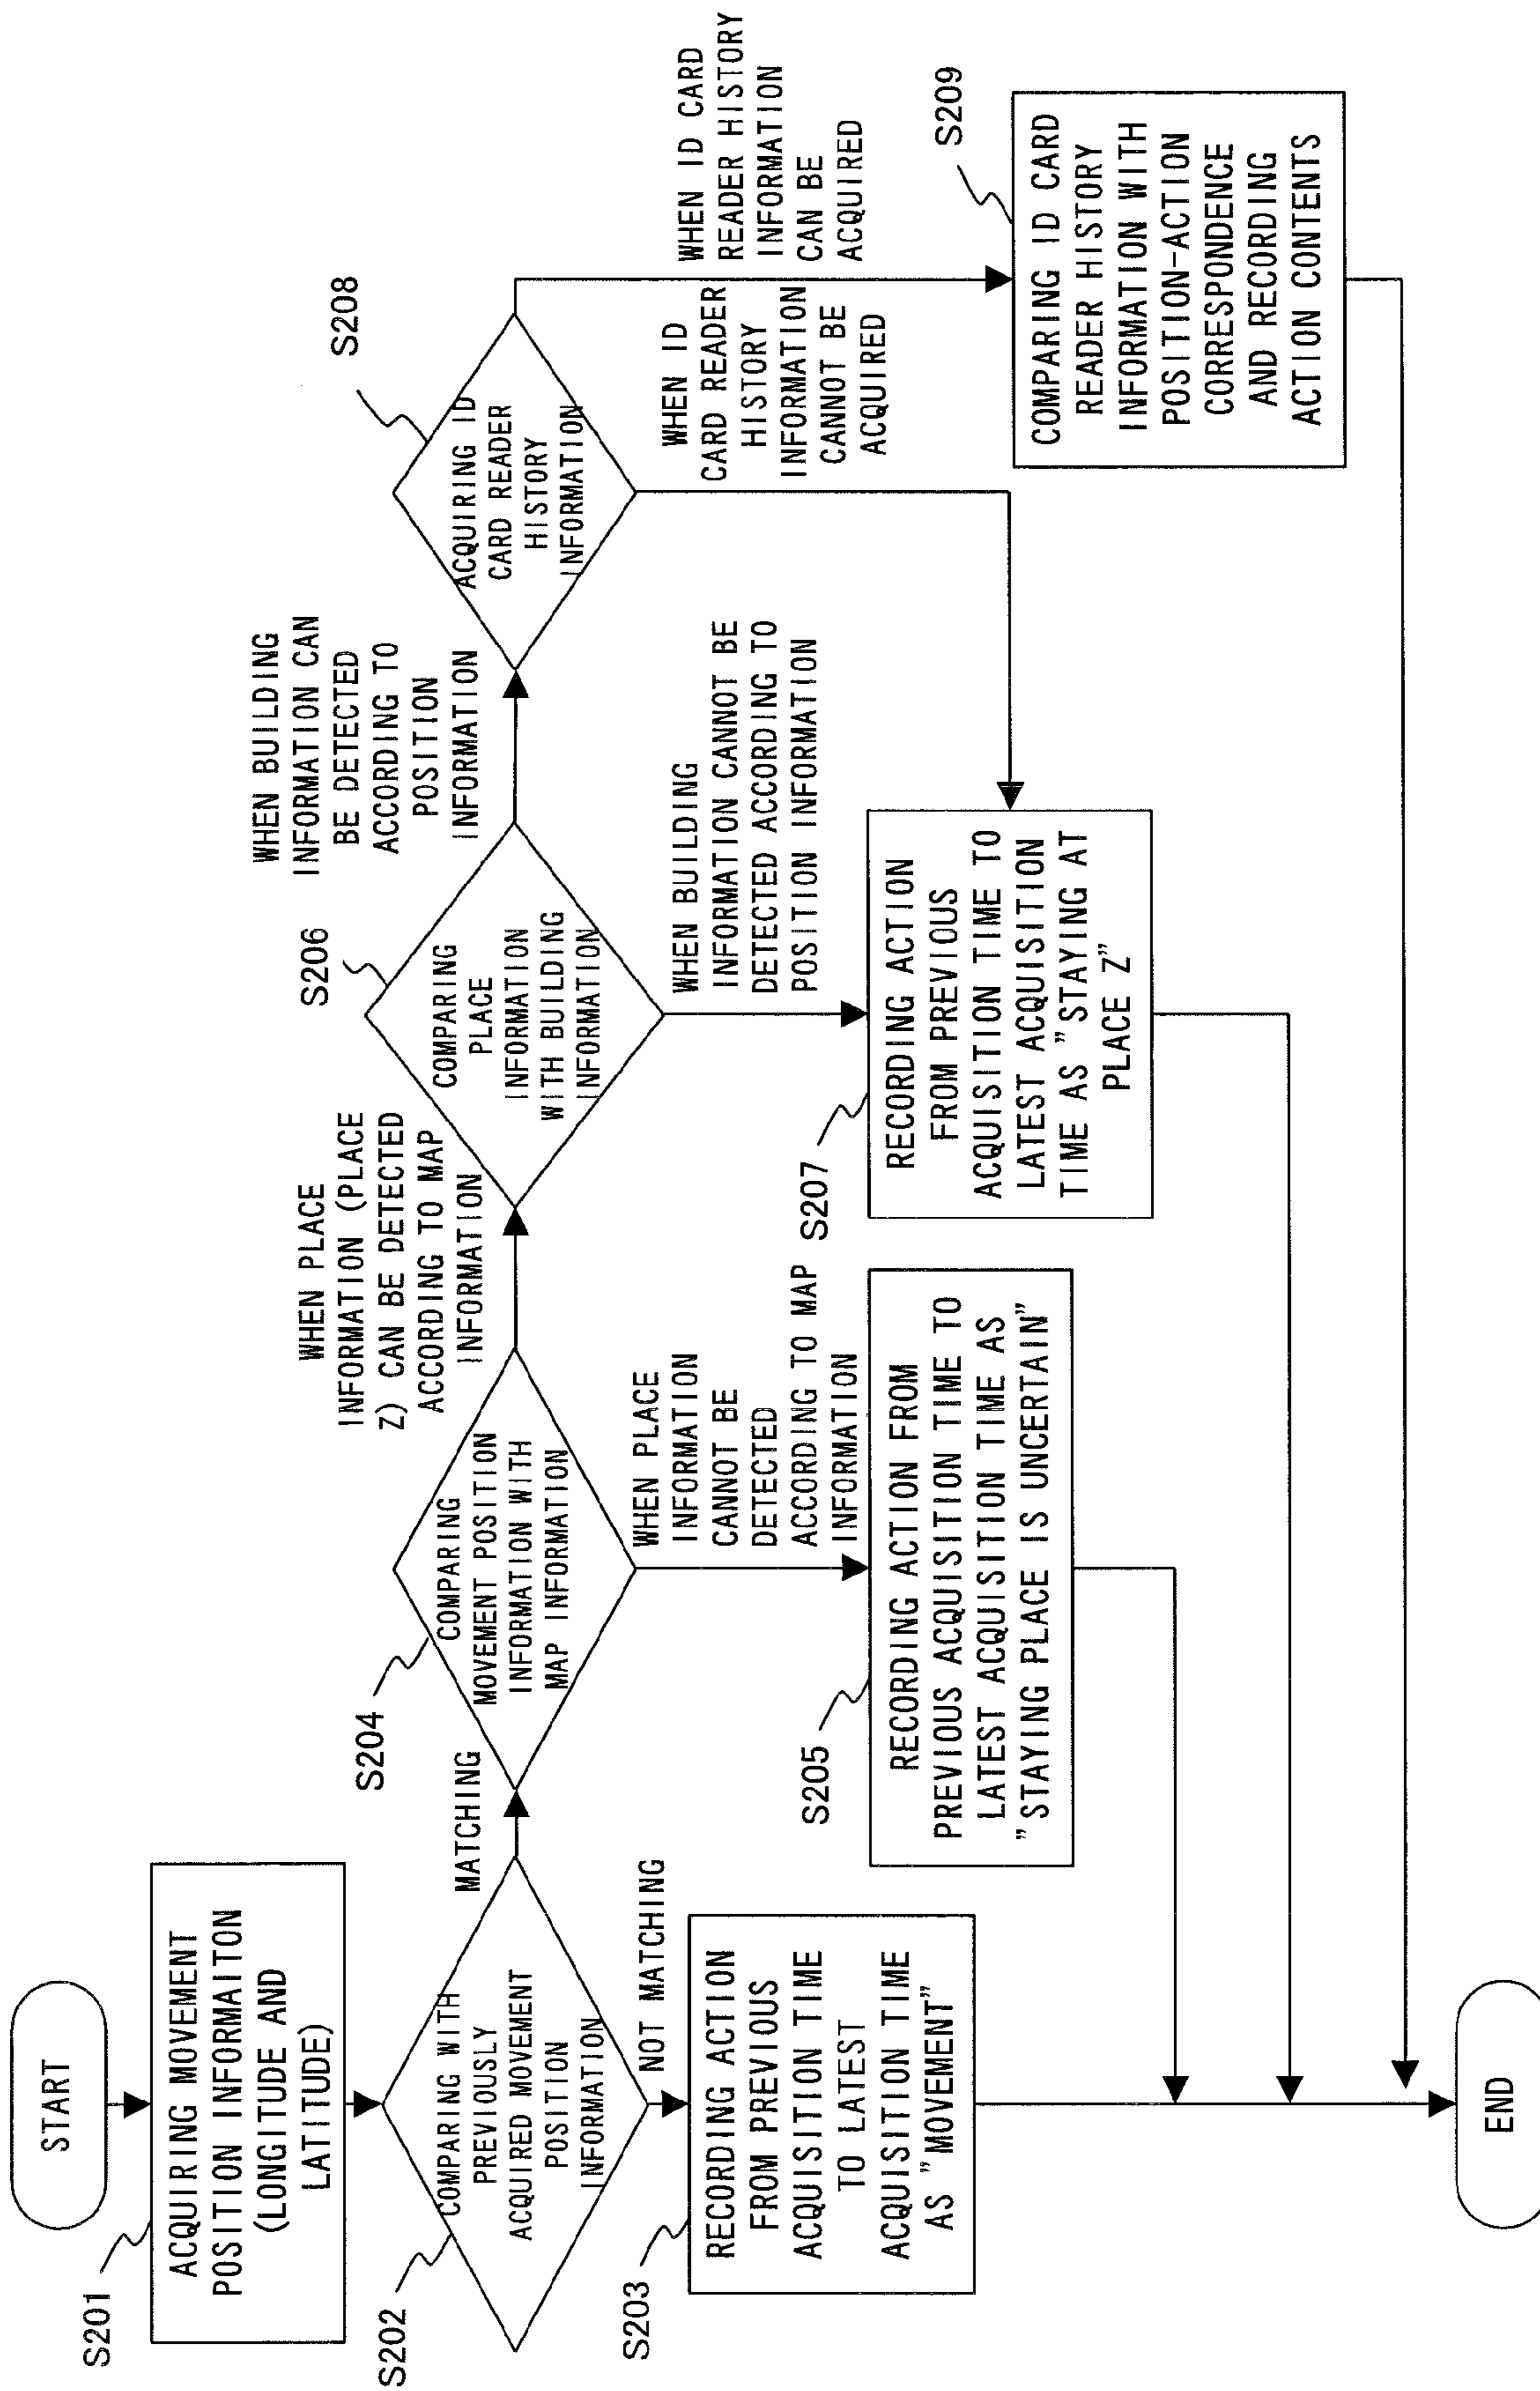 START
S201
ACQUIRING MOVEMENT
POSITION INFORMAITON
(LONGITUDE AND
LATITUDE)
S202
COMPARING WITH
PREVIOUSLY
ACQUIRED MOVEMENT
POSITION
INFORMATION
MATCHING
NOT MATCHING
S203
RECORDING ACTION
FROM PREVIOUS
ACQUISITION TIME
TO LATEST
ACQUISITION TIME
AS "MOVEMENT"
S204
COMPARING
MOVEMENT POSITION
INFORMATION WITH
MAP INFORMATION
WHEN PLACE
INFORMATION (PLACE
Z) CAN BE DETECTED
ACCORDING TO MAP
INFORMATION
WHEN PLACE
INFORMATION
CANNOT BE
DETECTED
ACCORDING TO MAP
INFORMATION
S205
RECORDING ACTION FROM
PREVIOUS ACQUISITION TIME TO
LATEST ACQUISITION TIME AS
"STAYING PLACE IS UNCERTAIN"
S206
COMPARING
PLACE
INFORMATION
WITH BUILDING
INFORMATION
WHEN BUILDING
INFORMATION CAN
BE DETECTED
ACCORDING TO
POSITION
INFORMATION
WHEN BUILDING
INFORMATION CANNOT BE
DETECTED ACCORDING TO
POSITION INFORMATION
S207
RECORDING ACTION
FROM PREVIOUS
ACQUISITION TIME TO
LATEST ACQUISITION
TIME AS "STAYING AT
PLACE Z"
S208
ACQUIRING ID
CARD READER
HISTORY
INFORMATION
WHEN ID CARD
READER HISTORY
INFORMATION
CAN BE
ACQUIRED
WHEN ID
CARD READER
HISTORY
INFORMATION
CANNOT BE
ACQUIRED
S209
COMPARING ID CARD
READER HISTORY
INFORMATION WITH
POSITION-ACTION
CORRESPONDENCE
AND RECORDING
ACTION CONTENTS
END